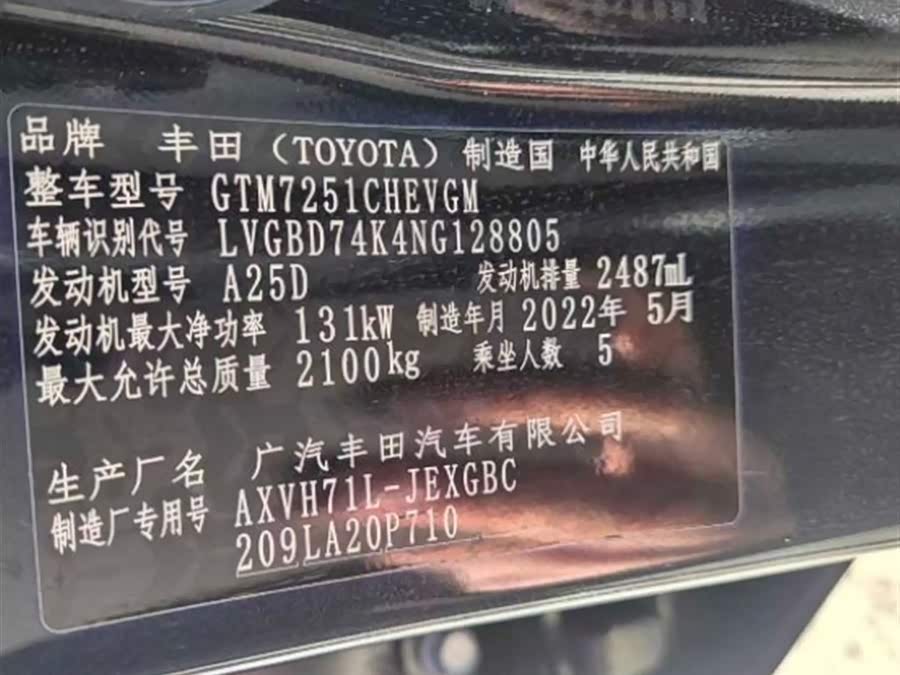 品牌 丰田（TOYOTA）制造国 中华人民共和国
整车型号 GTM7251CHEVGM
车辆识别代号 LVGBD74K4NG128805
发动机型号 A25D 发动机排量 2487mL
发动机最大净功率 131kW 制造年月 2022年 5月
最大允许总质量 2100kg 乘坐人数 5
生产厂名 广汽丰田汽车有限公司
制造厂专用号 AXVH71L-JEXGBC
209LA20P710